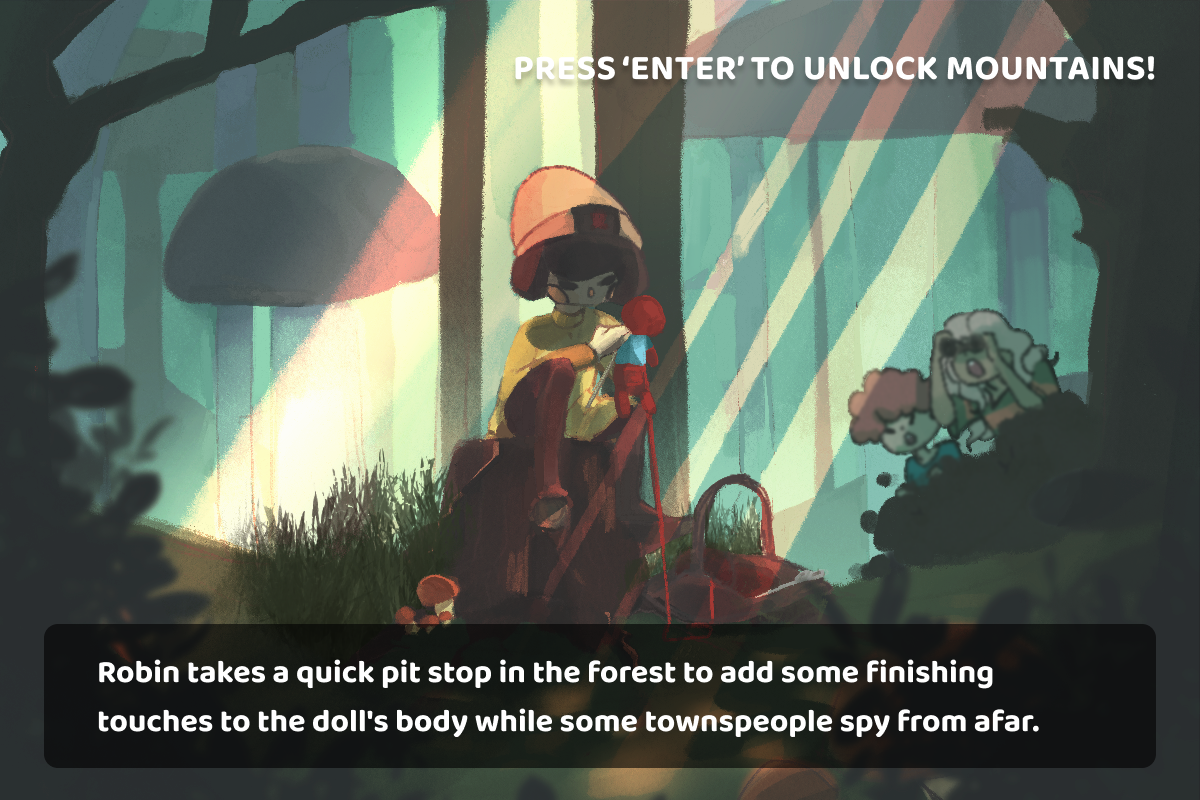 PRESS ‘ENTER’ TO UNLOCK MOUNTAINS!
Robin takes a quick pit stop in the forest to add some finishing
touches to the doll's body while some townspeople spy from afar.